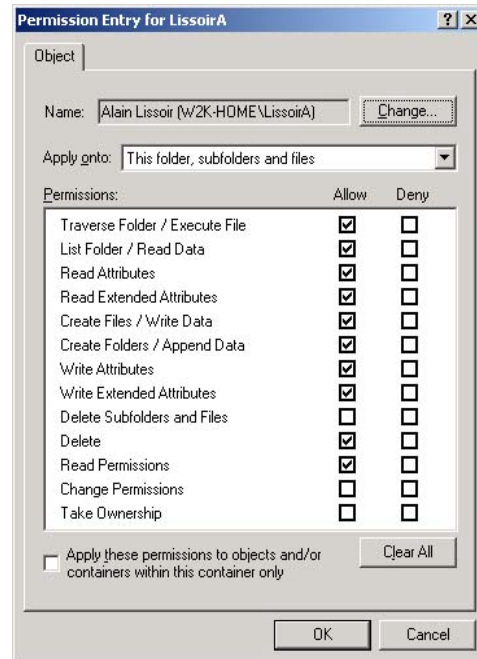 Permission Entry for LissoirA
Object
Name: Alain Lissoir (W2K-HOME\LissoirA) Change...
Apply onto: This folder, subfolders and files
Permissions: Allow Deny
Traverse Folder / Execute File
List Folder / Read Data
Read Attributes
Read Extended Attributes
Create Files / Write Data
Create Folders / Append Data
Write Attributes
Write Extended Attributes
Delete Subfolders and Files
Delete
Read Permissions
Change Permissions
Take Ownership
Apply these permissions to objects and/or Clear All
containers within this container only
OK Cancel